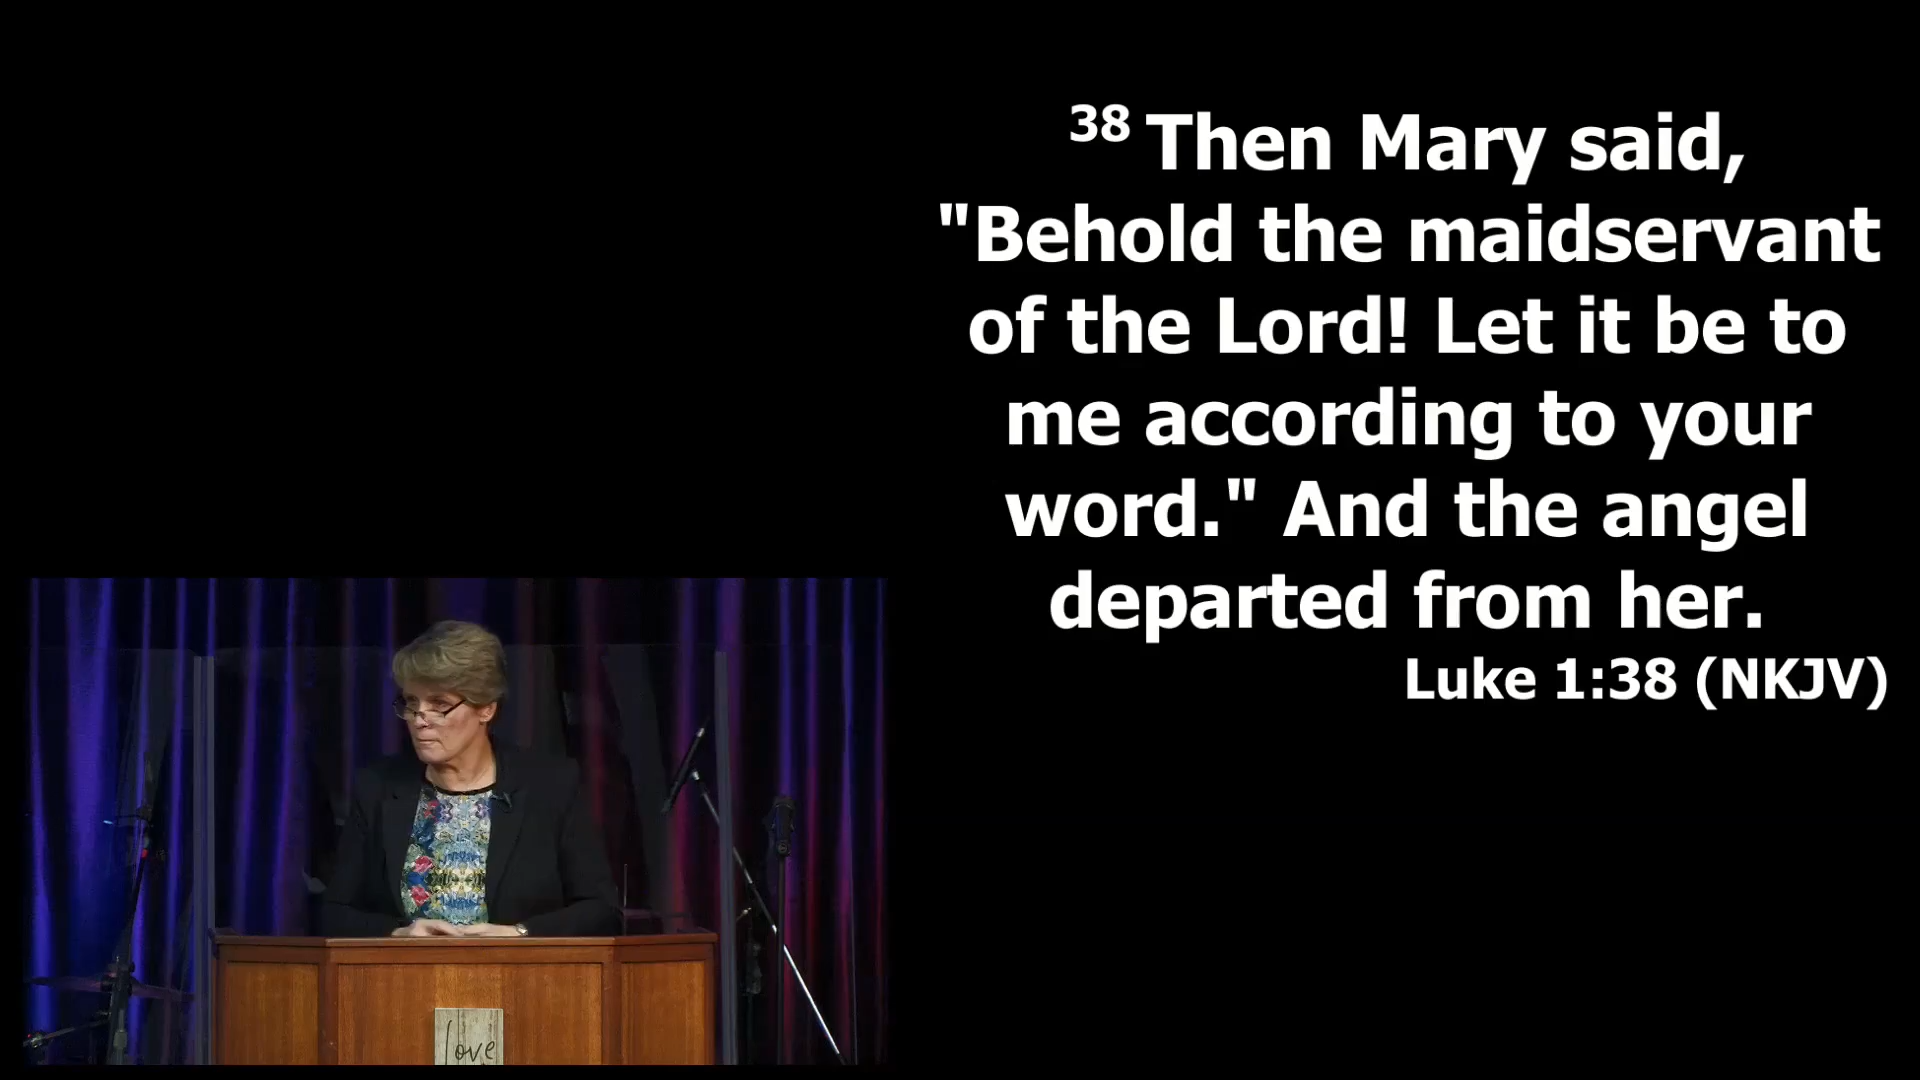 38 Then Mary said,
"Behold the maidservant
of the Lord! Let it be to
me according to your
word." And the angel
departed from her.
Luke 1:38 (NKJV)
love